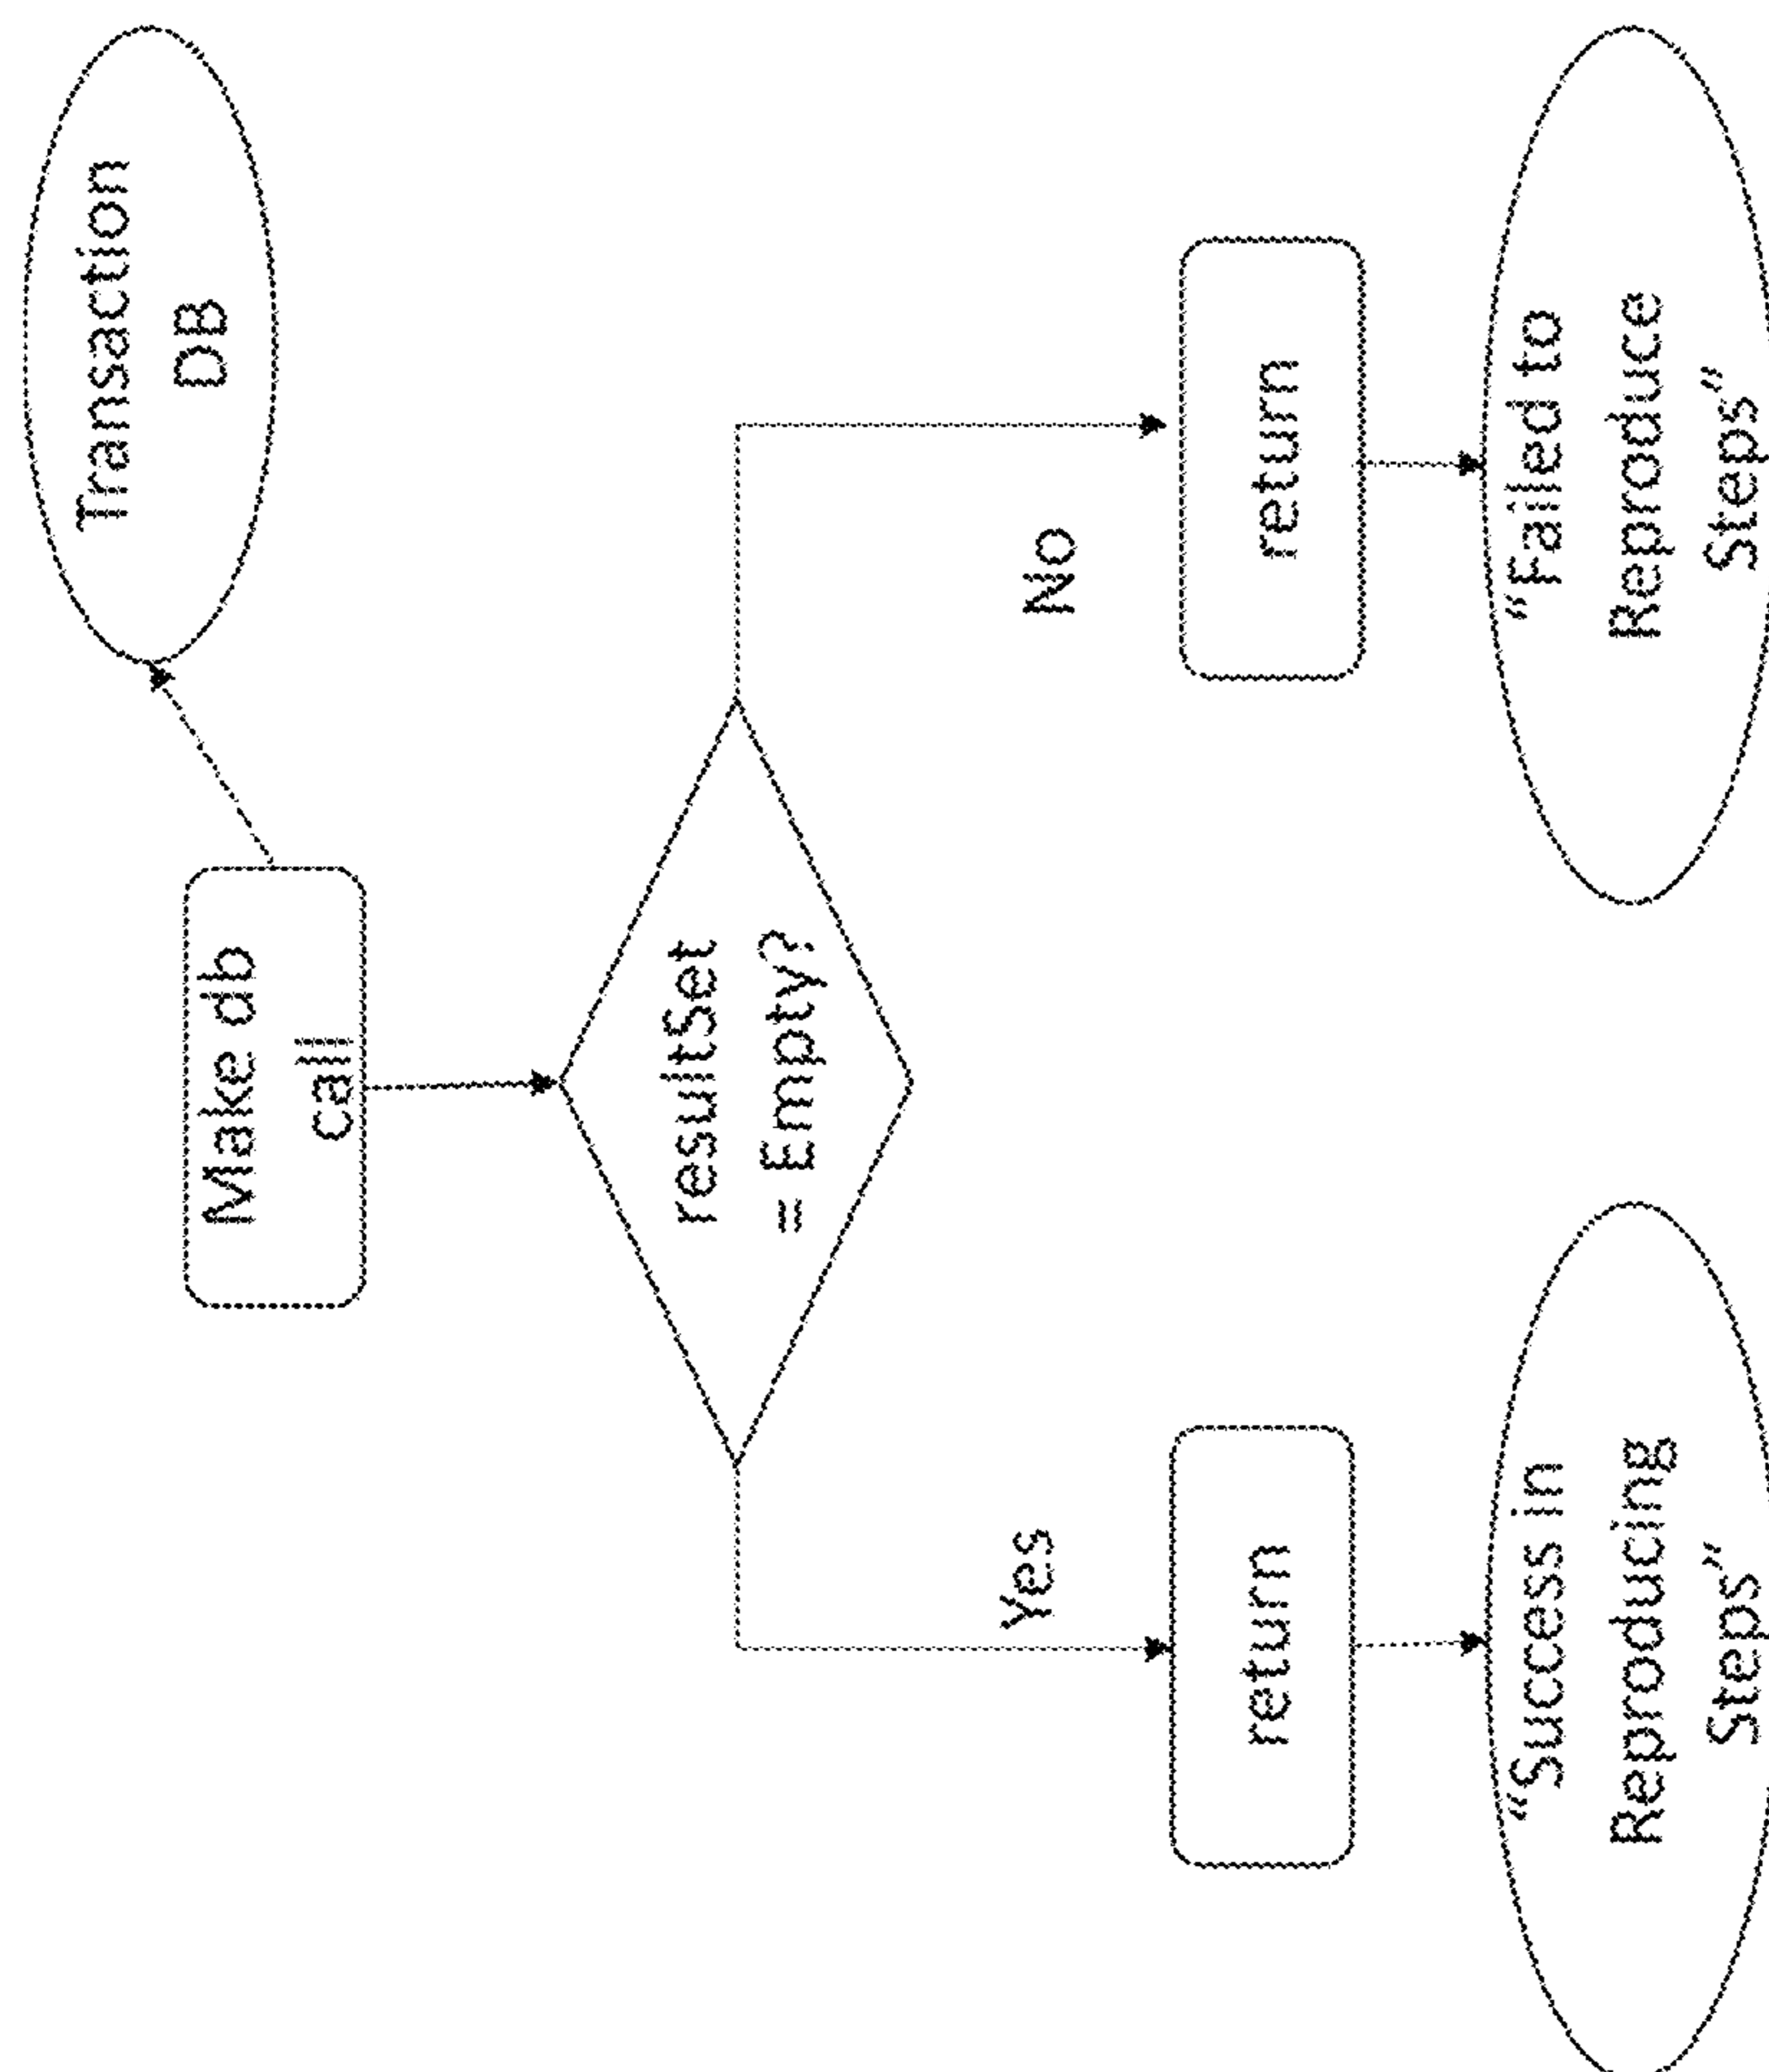 Transaction
DB
Make db
call
resultSet
= Empty?
Yes
No
return
return
“Success in
Reproducing
Steps”
“Failed to
Reproduce
Steps”